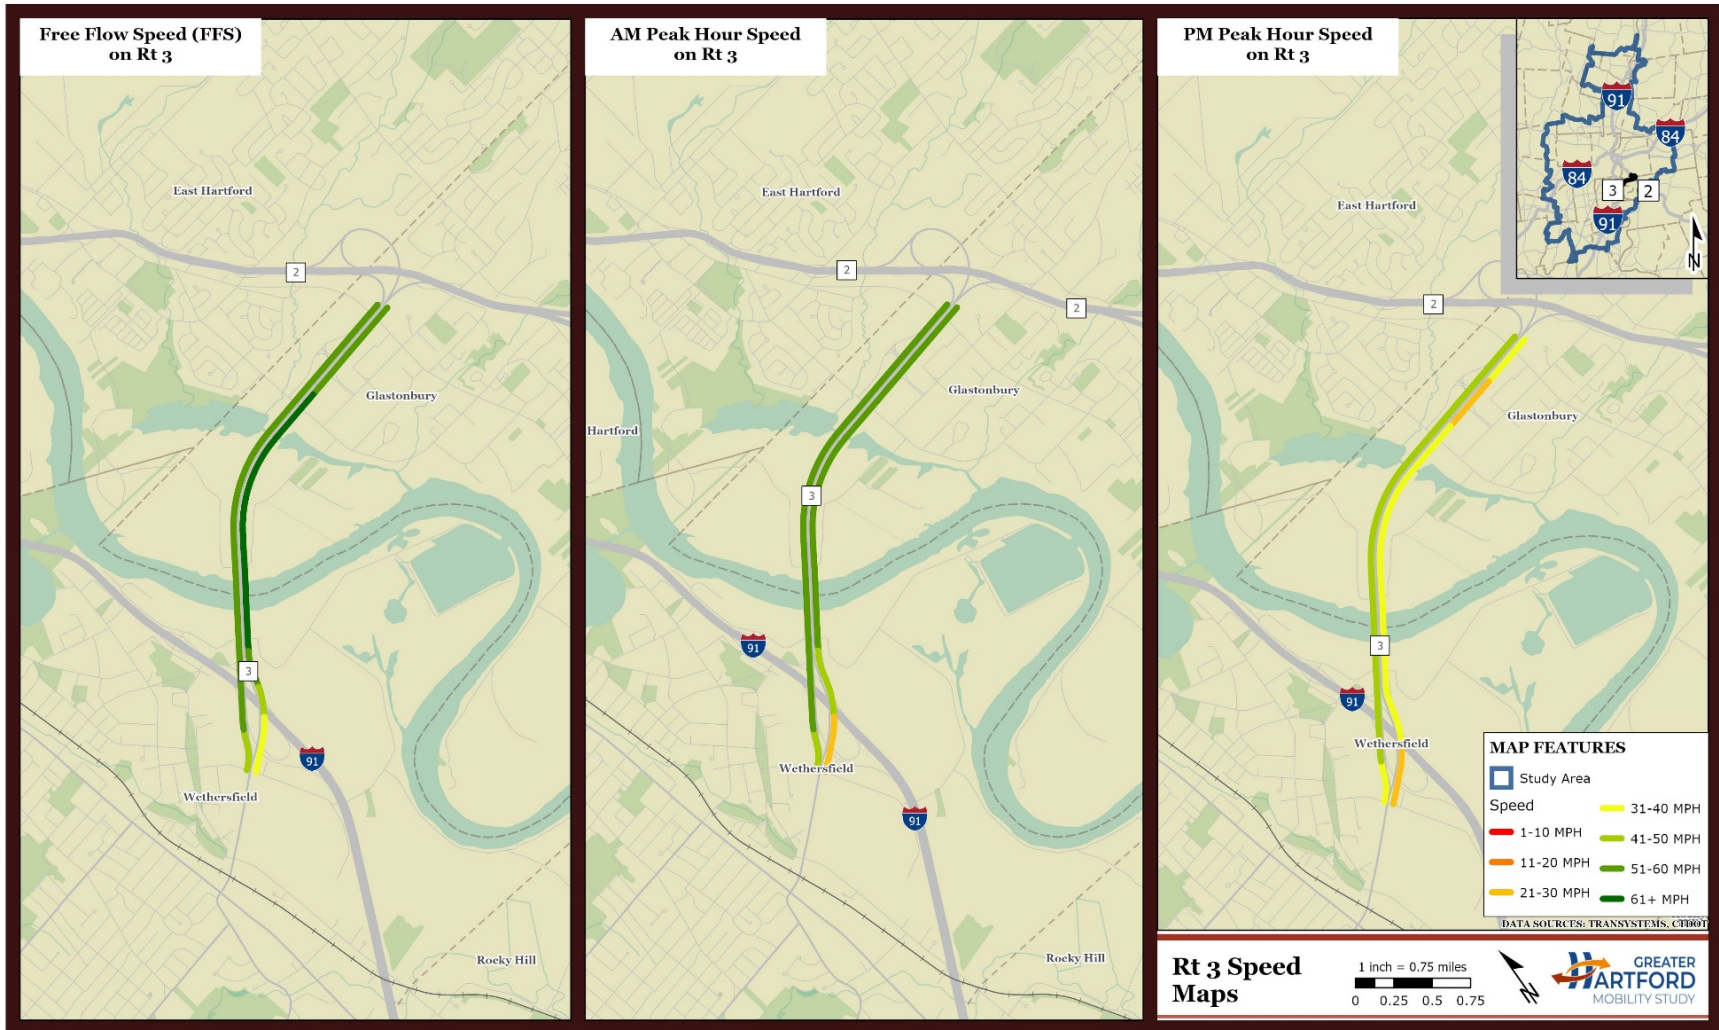 Free Flow Speed (FFS)
on Rt 3
East Hartford
2
Glastonbury
3
91
Wethersfield
Rocky Hill
AM Peak Hour Speed
on Rt 3
East Hartford
2
2
Glastonbury
Hartford
3
91
Wethersfield
91
Rocky Hill
PM Peak Hour Speed
on Rt 3
East Hartford
2
Glastonbury
3
91
Wethersfield
91
84
84
3
2
91
N
MAP FEATURES
Study Area
Speed
1-10 MPH
11-20 MPH
21-30 MPH
31-40 MPH
41-50 MPH
51-60 MPH
61+ MPH
DATA SOURCES: TRANSYSTEMS, CTDOT
Rt 3 Speed
Maps
1 inch = 0.75 miles
0 0.25 0.5 0.75
N
GREATER
HARTFORD
MOBILITY STUDY